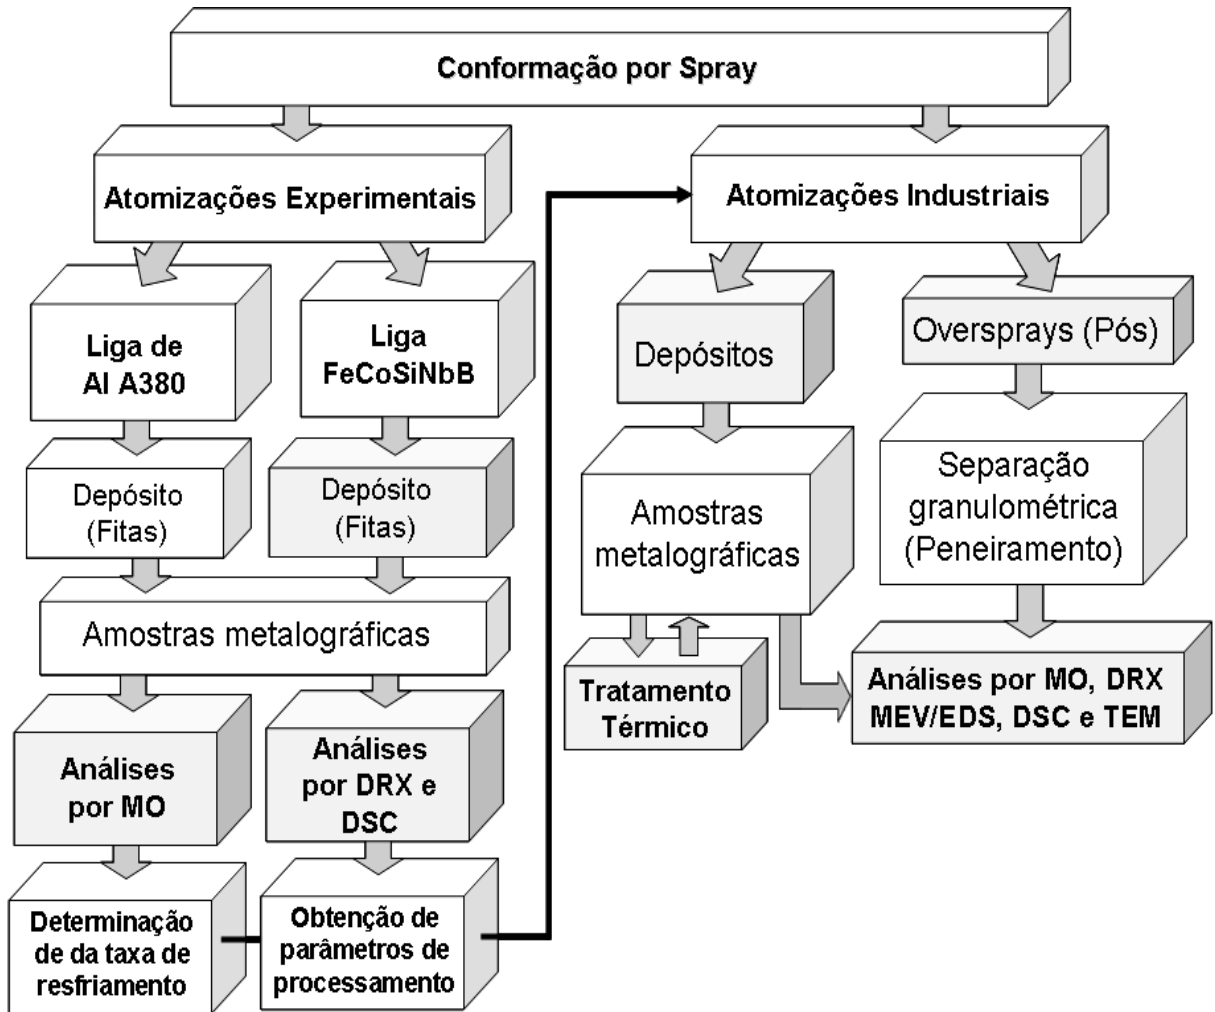 Conformação por Spray
Atomizações Experimentais
Atomizações Industriais
Liga de
Al A380
Liga
FeCoSiNbB
Depósito
(Fitas)
Depósito
(Fitas)
Amostras metalográficas
Análises
por MO
Análises
por DRX e
DSC
Determinação
de da taxa de
resfriamento
Obtenção de
parâmetros de
processamento
Depósitos
Oversprays (Pós)
Amostras
metalográficas
Separação
granulométrica
(Peneiramento)
Tratamento
Térmico
Análises por MO, DRX
MEV/EDS, DSC e TEM